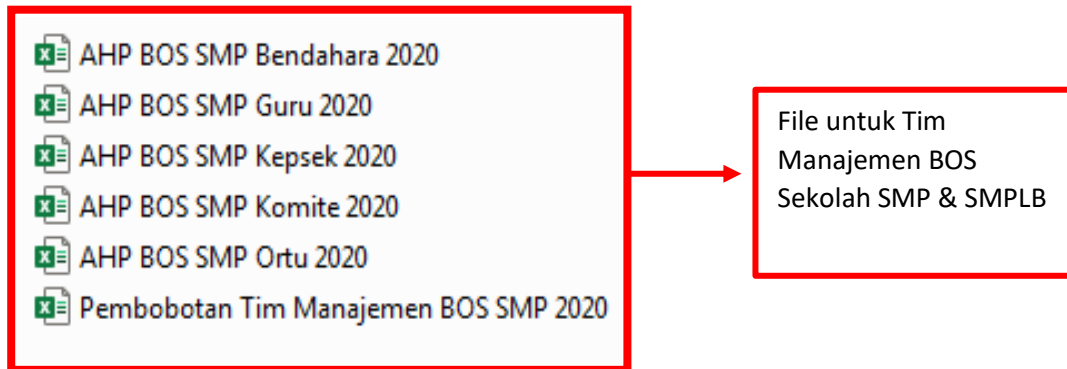 AHP BOS SMP Bendahara 2020
AHP BOS SMP Guru 2020
AHP BOS SMP Kepsek 2020
AHP BOS SMP Komite 2020
AHP BOS SMP Ortu 2020
Pembobotan Tim Manajemen BOS SMP 2020
File untuk Tim
Manajemen BOS
Sekolah SMP & SMPLB